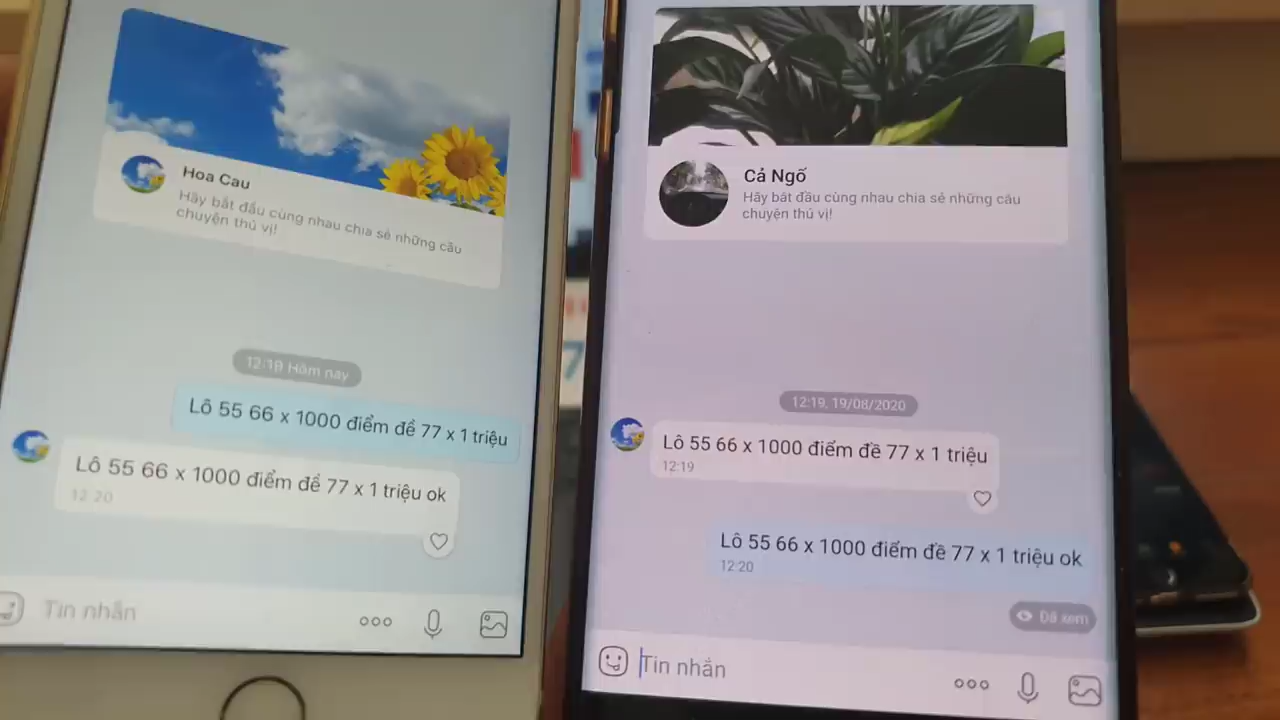 Hoa Cau
Hãy bắt đầu cùng nhau chia sẻ những câu
chuyện thú vị!
12:19 Hôm nay
Lô 55 66 x 1000 điểm đề 77 x 1 triệu
Lô 55 66 x 1000 điểm đề 77 x 1 triệu ok
12:20
Tin nhắn
Cả Ngố
Hãy bắt đầu cùng nhau chia sẻ những câu
chuyện thú vị!
12:19, 19/08/2020
Lô 55 66 x 1000 điểm đề 77 x 1 triệu
12:19
Lô 55 66 x 1000 điểm đề 77 x 1 triệu ok
12:20
Đã xem
Tin nhắn